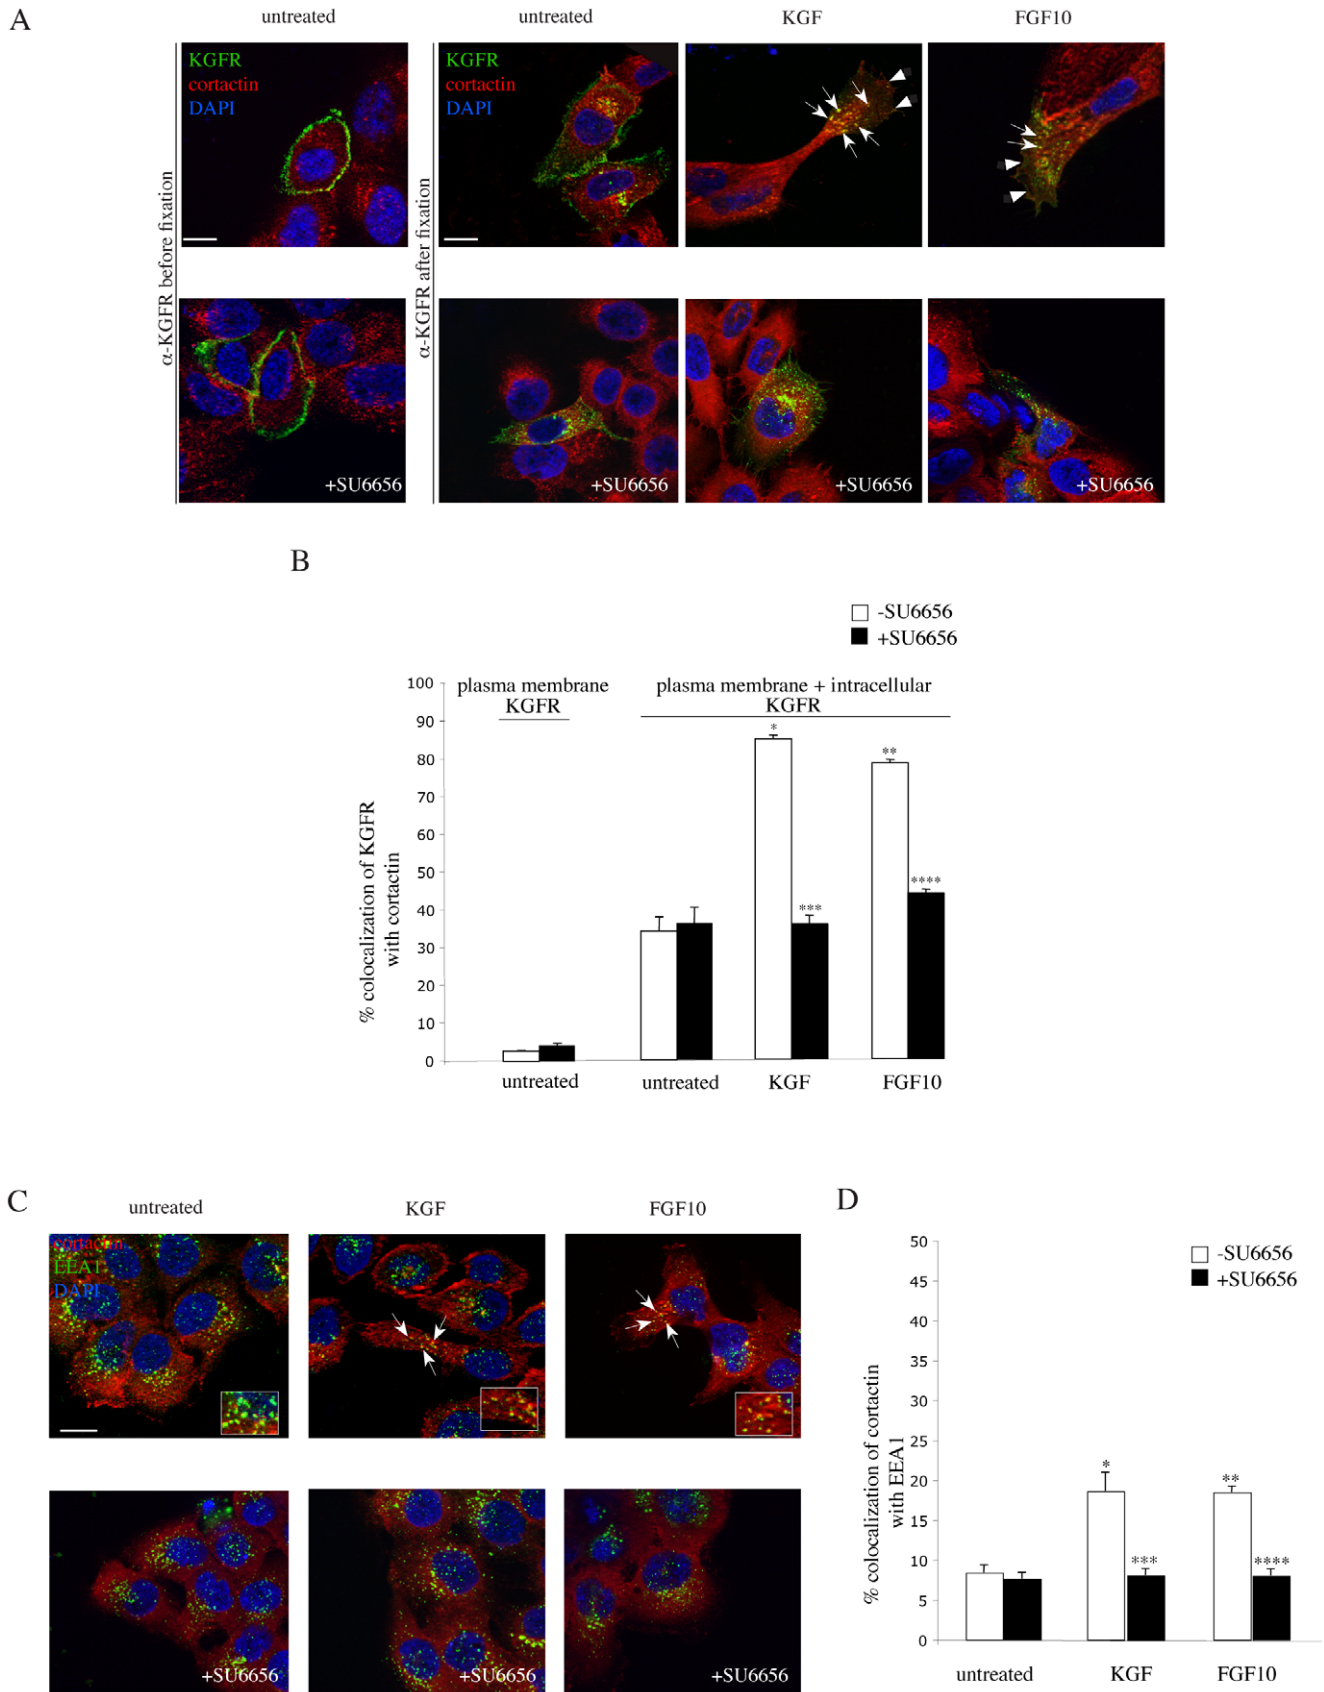 A
untreated
untreated
KGF
FGF10
α-KGFR before fixation
KGFR
cortactin
DAPI
α-KGFR after fixation
KGFR
cortactin
DAPI
+SU6656
+SU6656
+SU6656
+SU6656
B
-SU6656
+SU6656
plasma membrane
KGFR
plasma membrane + intracellular
KGFR
% colocalization of KGFR
with cortactin
100
90
80
70
60
50
40
30
20
10
0
*
**
***
****
untreated
untreated
KGF
FGF10
C
untreated
KGF
FGF10
cortactin
EEA1
DAPI
+SU6656
+SU6656
+SU6656
D
-SU6656
+SU6656
% colocalization of cortactin
with EEA1
50
45
40
35
30
25
20
15
10
5
0
*
**
***
****
untreated
KGF
FGF10